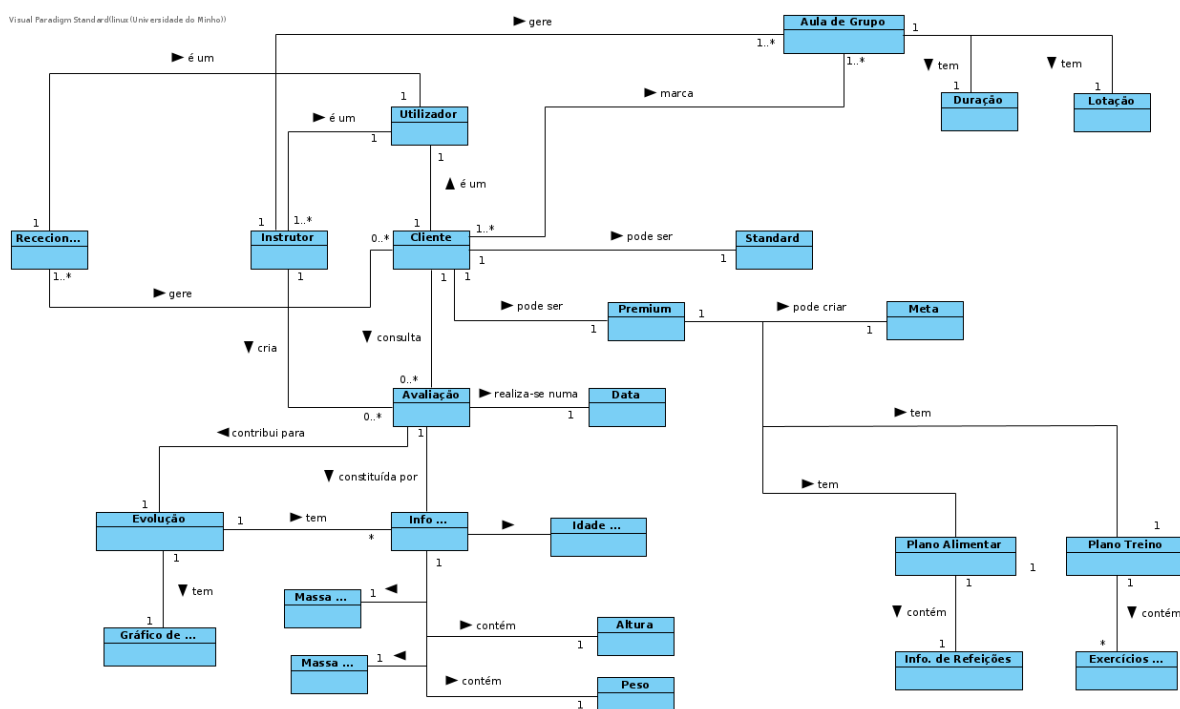 Visual Paradigm Standard(linus(Universidade do Minho))
► gere
Aula de Grupo
1
1..*
1..*
► é um
▼ tem
▼ tem
► marca
1
1
1
Duração
Lotação
Utilizador
► é um
1
1
▲ é um
1
1
1..*
1
0..*
1..*
Rececion...
Instrutor
Cliente
► pode ser
Standard
1..*
1
1
1
1
1
► gere
► pode ser
Premium
1
► pode criar
Meta
1
1
▼ cria
▼ consulta
0..*
Avaliação
► realiza-se numa
Data
0..*
1
1
► tem
◄ contribui para
▼ constituída por
► tem
1
Evolução
1
► tem
*
Info ...
►
Idade ...
1
1
1
Plano Alimentar
Plano Treino
1
1
1
▼ tem
Massa ...
1
◄
▼ contém
▼ contém
1
Gráfico de ...
► contém
Altura
1
1
*
Massa ...
1
◄
Info. de Refeições
Exercícios ...
► contém
Peso
1